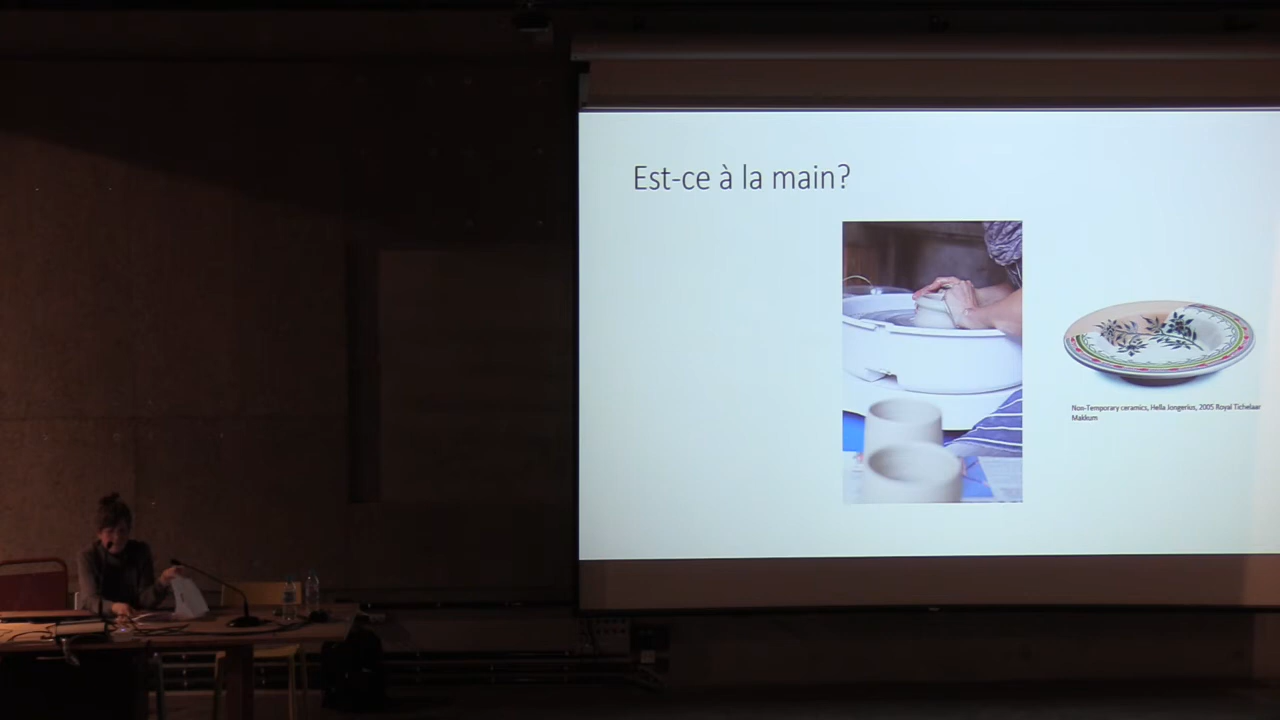 Est-ce à la main?
Non-Temporary ceramics, Hella Jongerius, 2005 Royal Tichelaar
Makkum